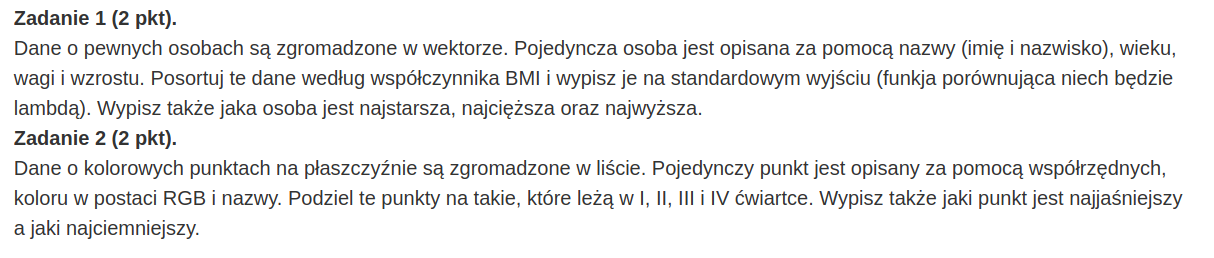 Zadanie 1 (2 pkt).
Dane o pewnych osobach są zgromadzone w wektorze. Pojedyncza osoba jest opisana za pomocą nazwy (imię i nazwisko), wieku,
wagi i wzrostu. Posortuj te dane według współczynnika BMI i wypisz je na standardowym wyjściu (funkja porównująca niech będzie
lambdą). Wypisz także jaka osoba jest najstarsza, najcięższa oraz najwyższa.
Zadanie 2 (2 pkt).
Dane o kolorowych punktach na płaszczyźnie są zgromadzone w liście. Pojedynczy punkt jest opisany za pomocą współrzędnych,
koloru w postaci RGB i nazwy. Podziel te punkty na takie, które leżą w I, II, III i IV ćwiartce. Wypisz także jaki punkt jest najjaśniejszy
a jaki najciemniejszy.